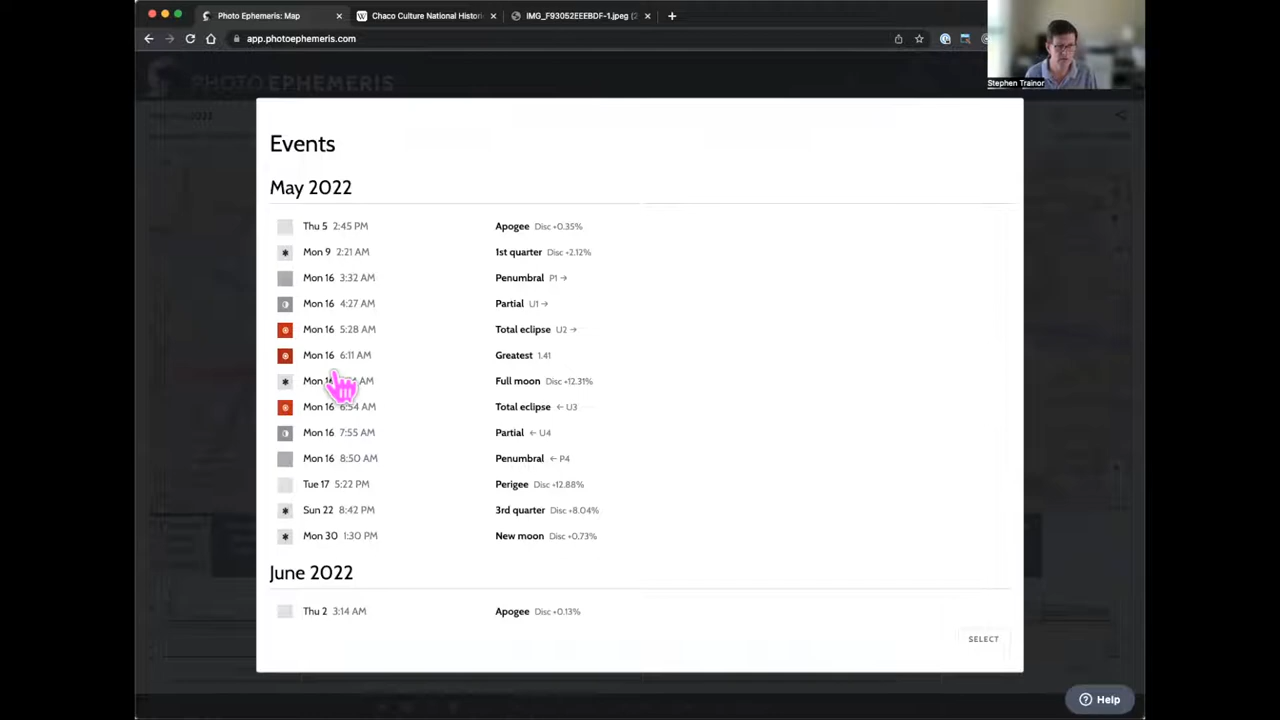 Photo Ephemeris: Map
Chaco Culture National Histori
IMG_F93052EEEBDF-1.jpeg (2
app.photoephemeris.com
PHOTO EPHEMERIS
Stephen Trainor
Events
May 2022
Thu 5 2:45 PM Apogee Disc +0.35%
Mon 9 2:21 AM 1st quarter Disc +2.12%
Mon 16 3:32 AM Penumbral P1 →
Mon 16 4:27 AM Partial U1 →
Mon 16 5:28 AM Total eclipse U2 →
Mon 16 6:11 AM Greatest 1.41
Mon AM Full moon Disc +12.31%
Mon 16 6:54 AM Total eclipse ← U3
Mon 16 7:55 AM Partial ← U4
Mon 16 8:50 AM Penumbral ← P4
Tue 17 5:22 PM Perigee Disc +12.88%
Sun 22 8:42 PM 3rd quarter Disc +8.04%
Mon 30 1:30 PM New moon Disc +0.73%
June 2022
Thu 2 3:14 AM Apogee Disc +0.13%
SELECT
Help